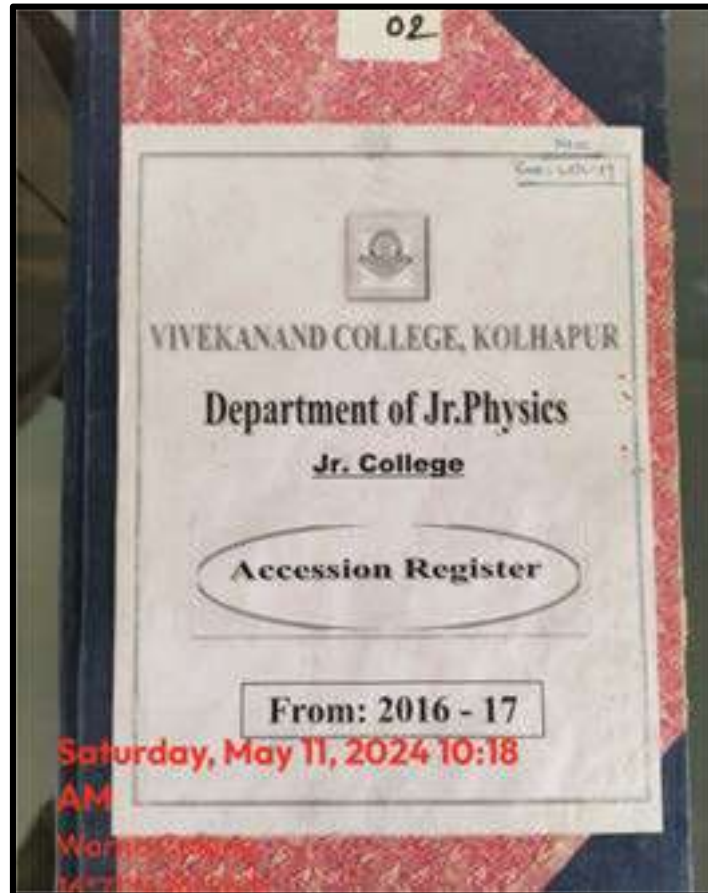 02
VIVEKANAND COLLEGE, KOLHAPUR
Department of Jr.Physics
Jr. College
Accession Register
From: 2016 - 17
Saturday, May 11, 2024 10:18
AM